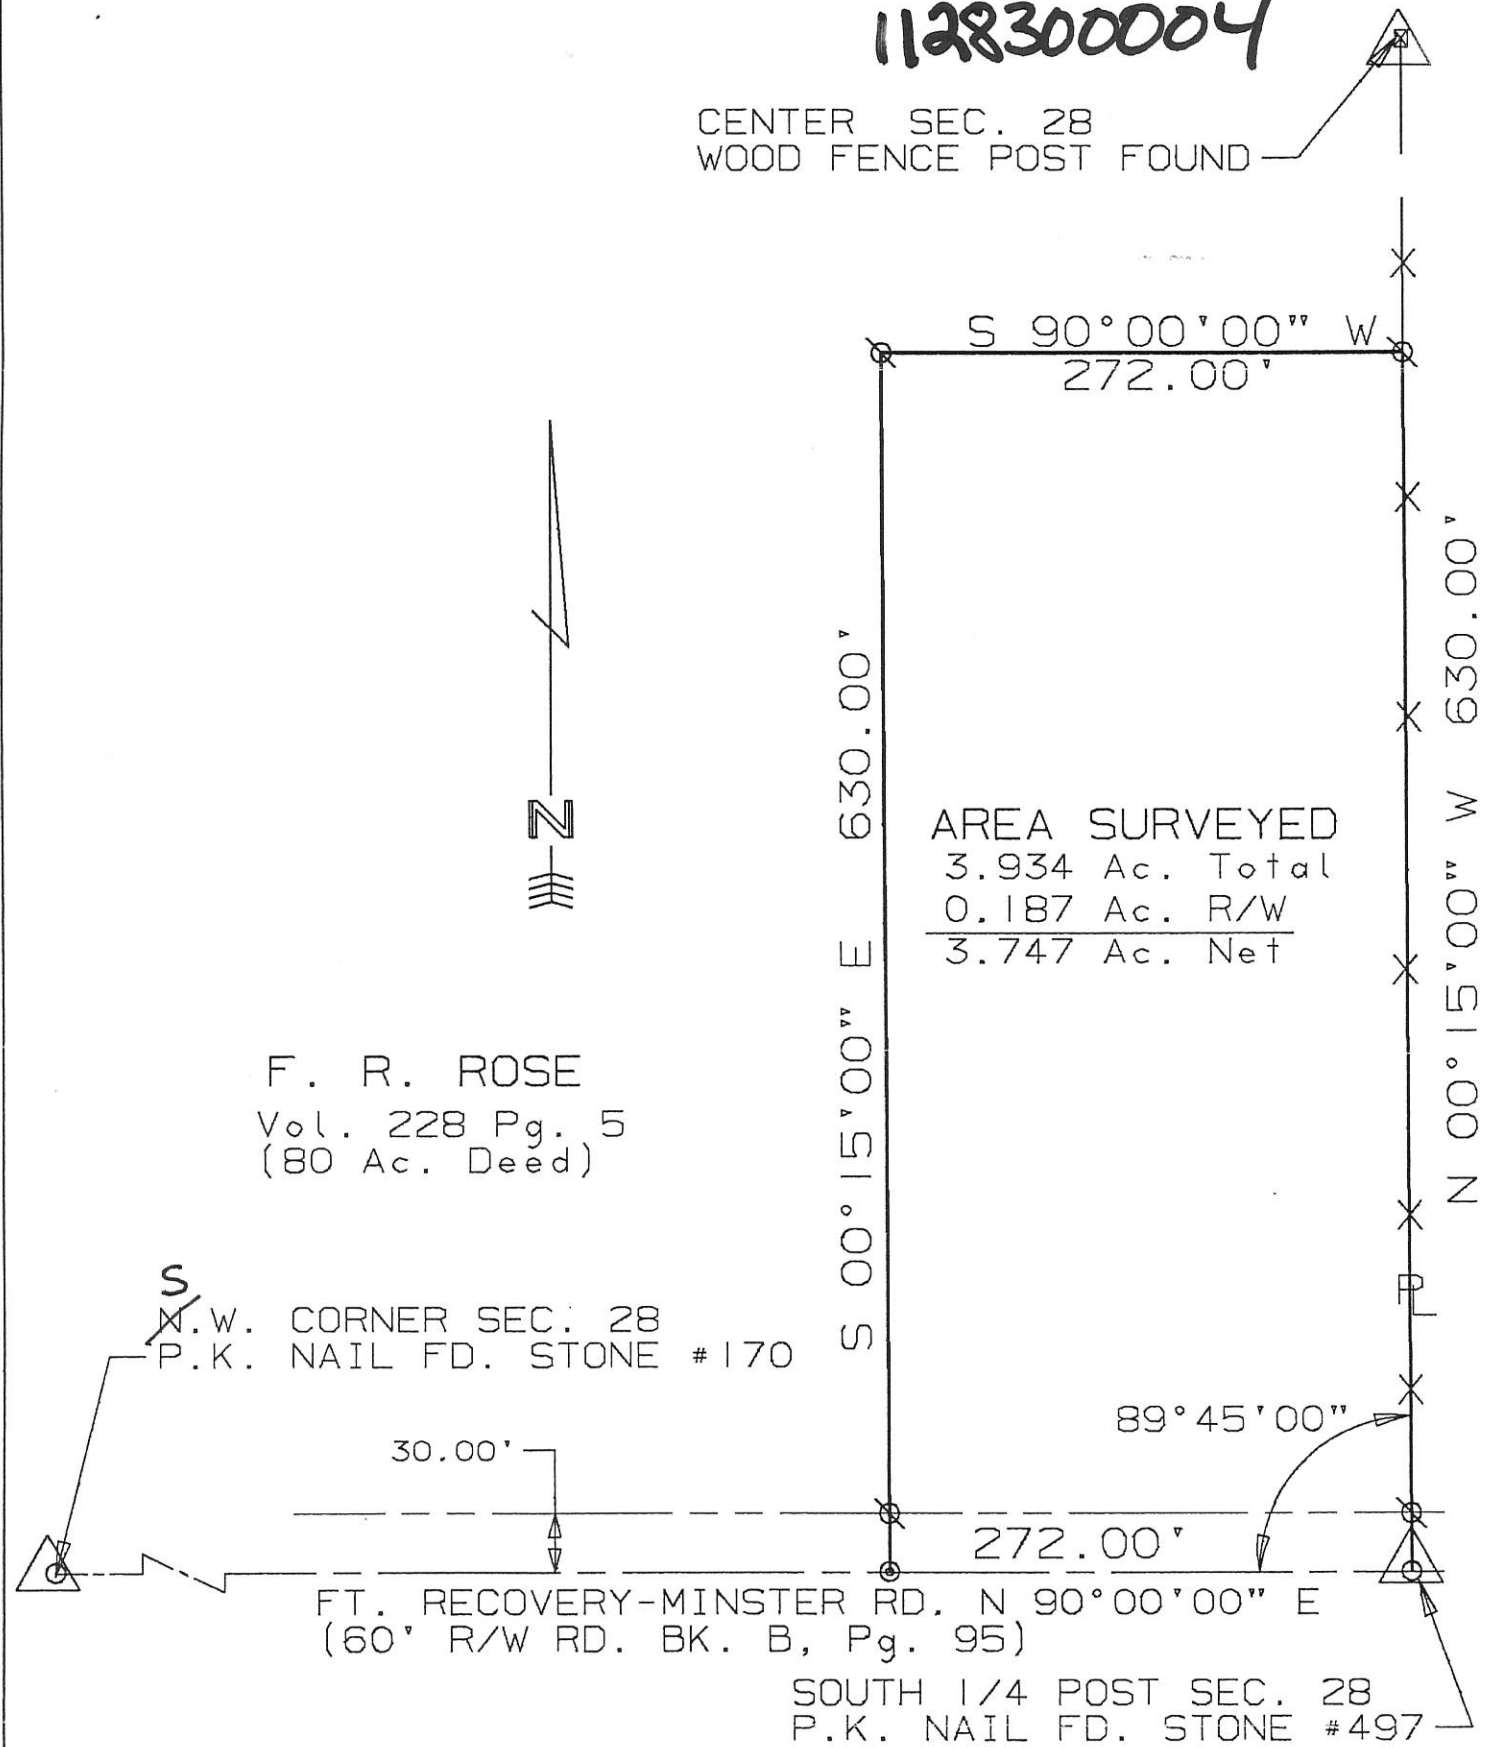 1128300004
CENTER SEC. 28
WOOD FENCE POST FOUND
S 90°00'00" W
272.00'
S 00°15'00" E 630.00'
N 00°15'00" W 630.00'
N
AREA SURVEYED
3.934 Ac. Total
0.187 Ac. R/W
3.747 Ac. Net
F. R. ROSE
Vol. 228 Pg. 5
(80 Ac. Deed)
S
N.W. CORNER SEC. 28
P.K. NAIL FD. STONE #170
PL
89°45'00"
30.00'
272.00'
FT. RECOVERY-MINSTER RD. N 90°00'00" E
(60' R/W RD. BK. B, Pg. 95)
SOUTH 1/4 POST SEC. 28
P.K. NAIL FD. STONE #497